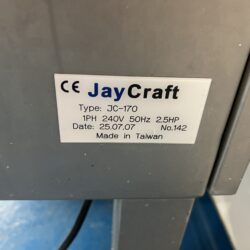 CE JayCraft
Type: JC-170
1PH 240V 50Hz 2.5HP
Date: 25.07.07 No.142
Made in Taiwan